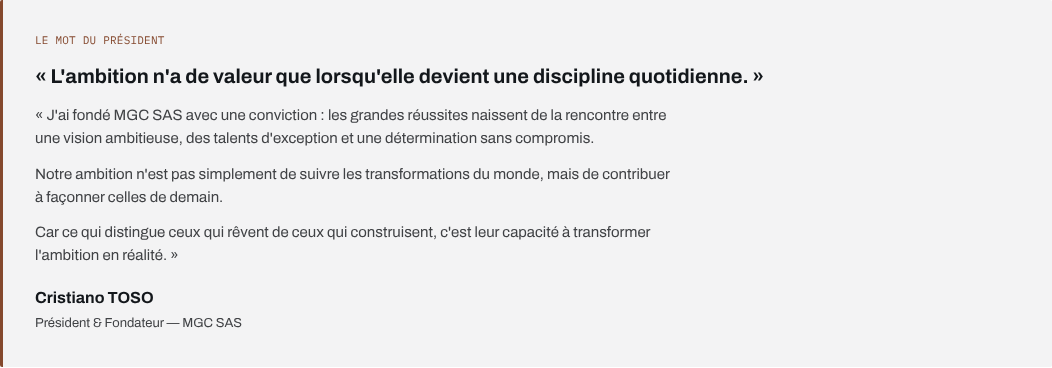 LE MOT DU PRÉSIDENT
« L'ambition n'a de valeur que lorsqu'elle devient une discipline quotidienne. »
« J'ai fondé MGC SAS avec une conviction : les grandes réussites naissent de la rencontre entre
une vision ambitieuse, des talents d'exception et une détermination sans compromis.
Notre ambition n'est pas simplement de suivre les transformations du monde, mais de contribuer
à façonner celles de demain.
Car ce qui distingue ceux qui rêvent de ceux qui construisent, c'est leur capacité à transformer
l'ambition en réalité. »
Cristiano TOSO
Président & Fondateur — MGC SAS